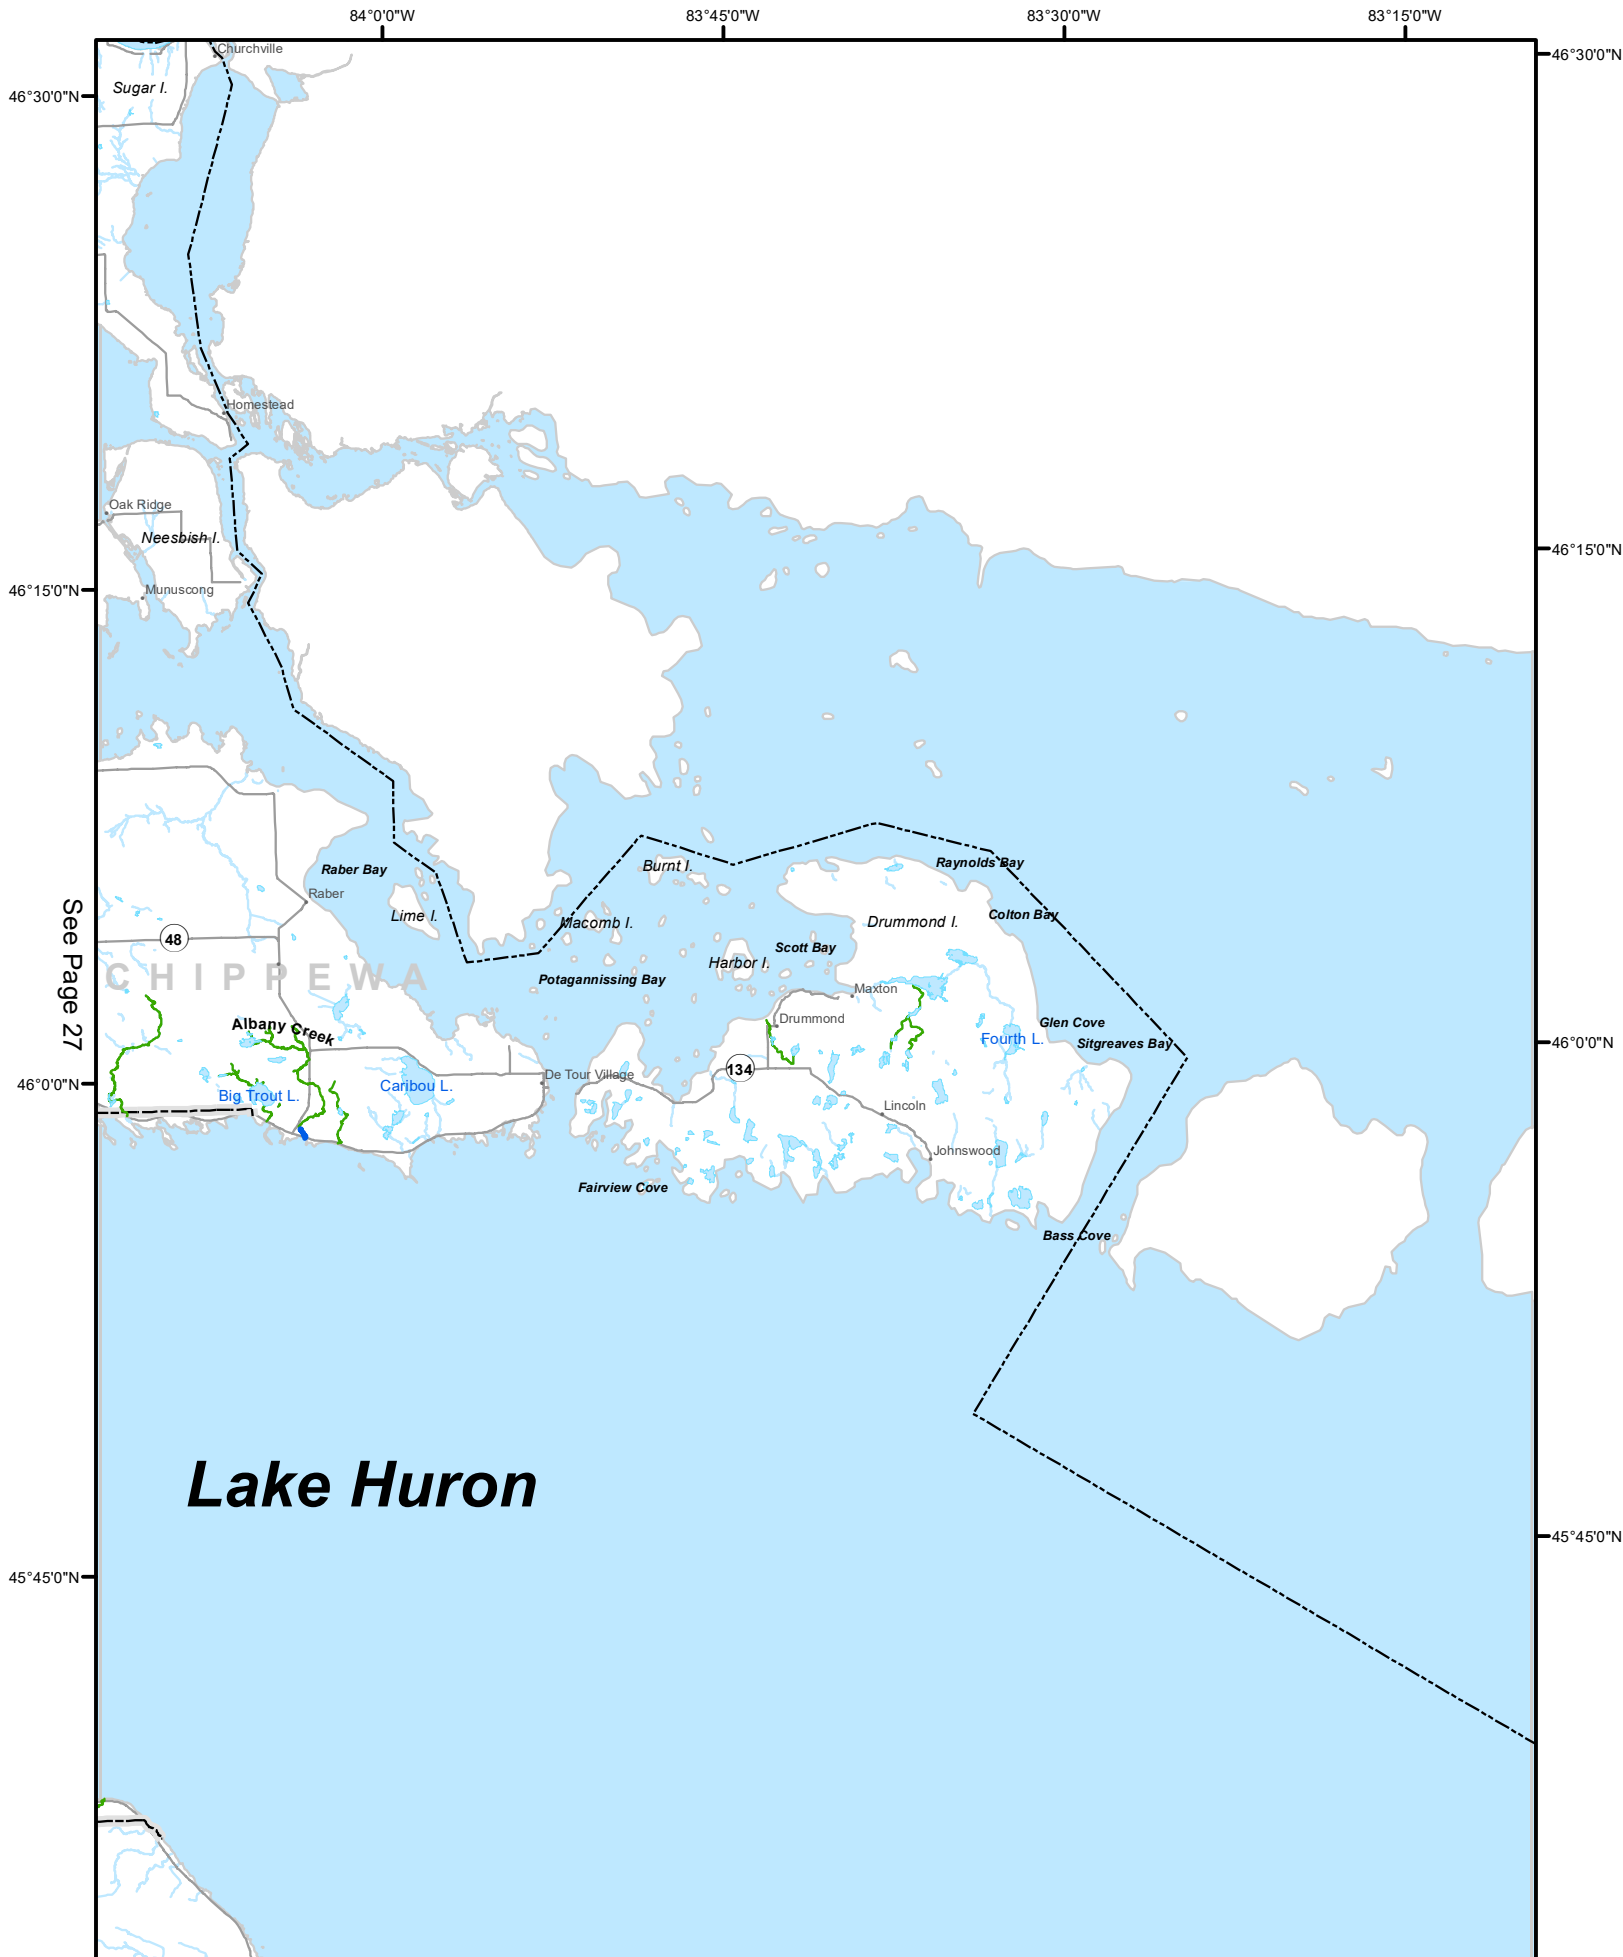 84°0'0"W
83°45'0"W
83°30'0"W
83°15'0"W
Churchville
46°30'0"N
Sugar I.
46°30'0"N
Homestead
Oak Ridge
Neesbish I.
46°15'0"N
Munuscong
46°15'0"N
Raber Bay
Burnt I.
Raynolds Bay
Raber
Lime I.
Macomb I.
Drummond I.
Colton Bay
See Page 27
48
Scott Bay
Harbor I.
CHIPPEWA
Potagannissing Bay
Maxton
Drummond
Albany Creek
Glen Cove
Fourth L.
Sitgreaves Bay
46°0'0"N
134
De Tour Village
46°0'0"N
Caribou L.
Big Trout L.
Lincoln
Johnswood
Fairview Cove
Bass Cove
Lake Huron
45°45'0"N
45°45'0"N